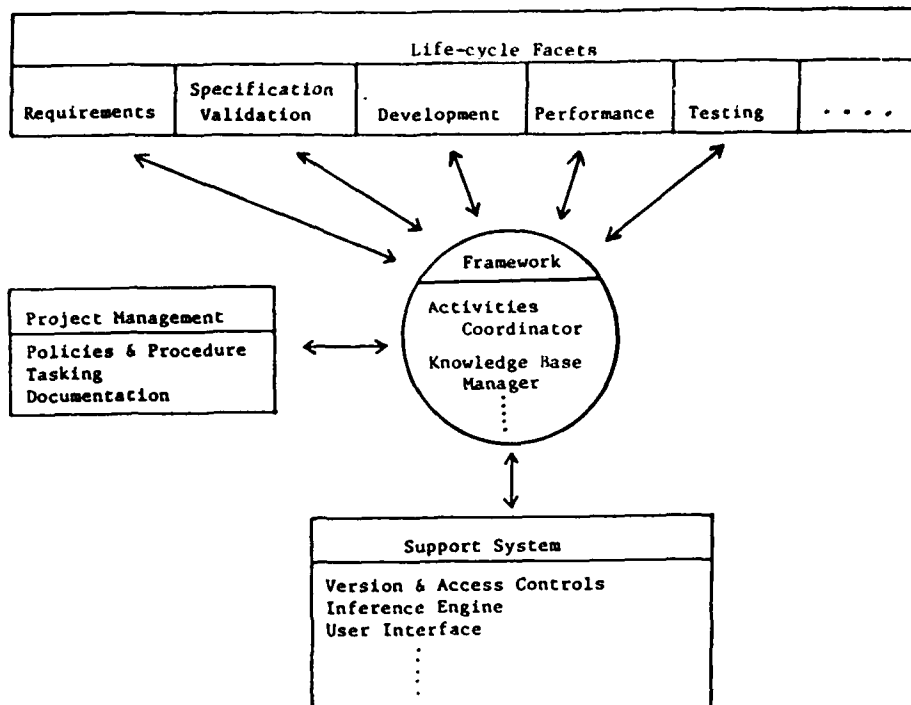 Life-cycle Facets
Requirements
Specification
Validation
Development
Performance
Testing
. . . .
Framework
Activities
Coordinator
Knowledge Base
Manager
Project Management
Policies & Procedure
Tasking
Documentation
Support System
Version & Access Controls
Inference Engine
User Interface